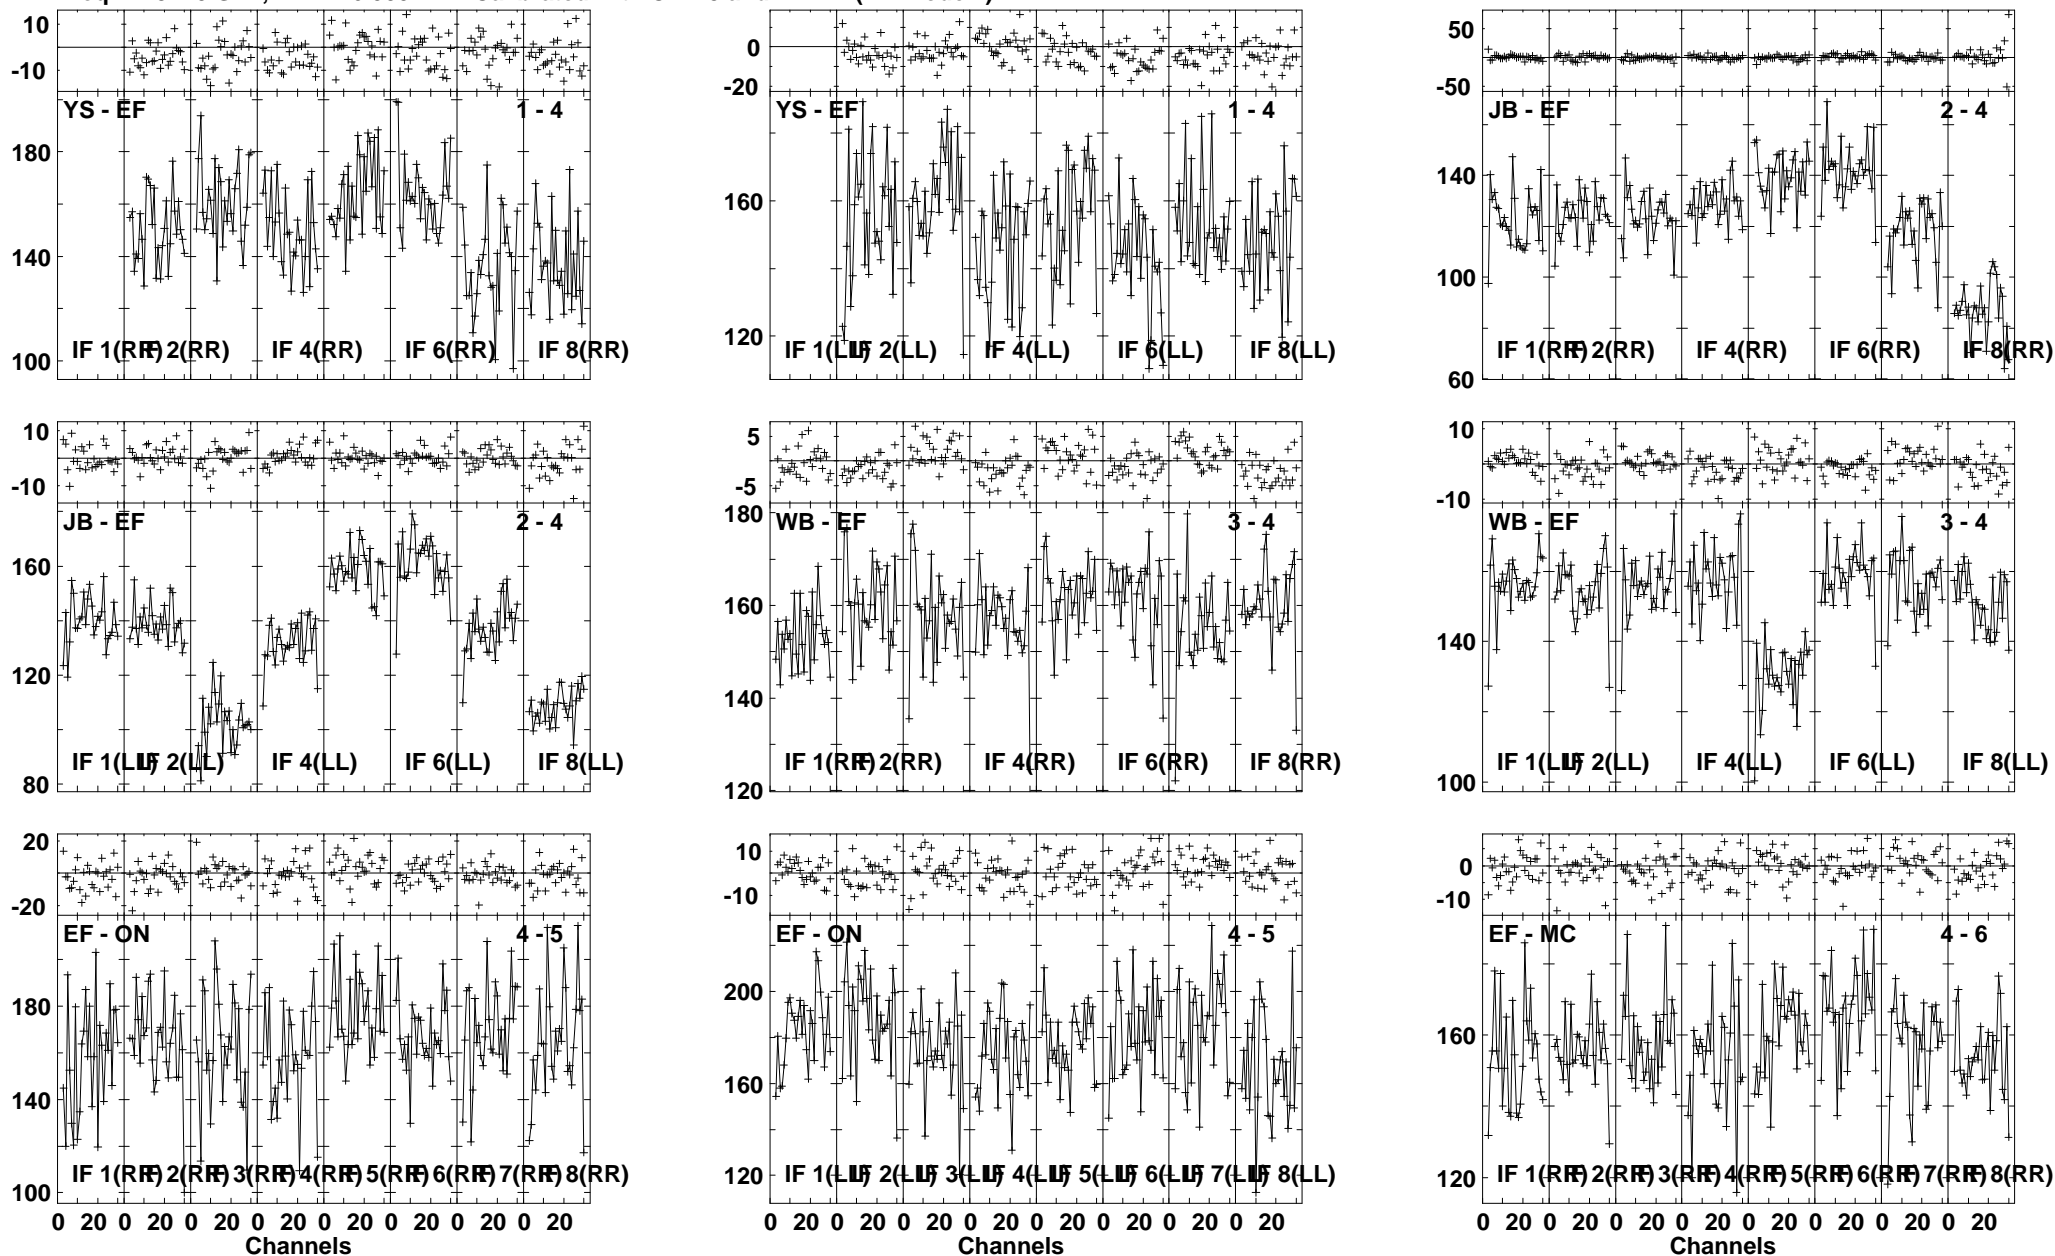 10
-10
YS - EF 1 - 4
180
140
100
IF 1(RR) IF 2(RR) IF 4(RR) IF 6(RR) IF 8(RR)
0
-20
YS - EF 1 - 4
160
120
IF 1(LL) IF 2(LL) IF 4(LL) IF 6(LL) IF 8(LL)
50
-50
JB - EF 2 - 4
140
100
60
IF 1(RR) IF 2(RR) IF 4(RR) IF 6(RR) IF 8(RR)
10
-10
JB - EF 2 - 4
160
120
80
IF 1(LL) IF 2(LL) IF 4(LL) IF 6(LL) IF 8(LL)
5
-5
180
WB - EF 3 - 4
160
140
120
IF 1(RR) IF 2(RR) IF 4(RR) IF 6(RR) IF 8(RR)
10
-10
WB - EF 3 - 4
140
100
IF 1(LL) IF 2(LL) IF 4(LL) IF 6(LL) IF 8(LL)
20
-20
EF - ON 4 - 5
180
140
100
IF 1(RR) IF 2(RR) IF 3(RR) IF 4(RR) IF 5(RR) IF 6(RR) IF 7(RR) IF 8(RR)
0 20 0 20 0 20 0 20 0 20 0 20 0 20 0 20
Channels
10
-10
EF - ON 4 - 5
200
160
120
IF 1(LL) IF 2(LL) IF 3(LL) IF 4(LL) IF 5(LL) IF 6(LL) IF 7(LL) IF 8(LL)
0 20 0 20 0 20 0 20 0 20 0 20 0 20 0 20
Channels
0
-10
EF - MC 4 - 6
160
120
IF 1(RR) IF 2(RR) IF 3(RR) IF 4(RR) IF 5(RR) IF 6(RR) IF 7(RR) IF 8(RR)
0 20 0 20 0 20 0 20 0 20 0 20 0 20 0 20
Channels